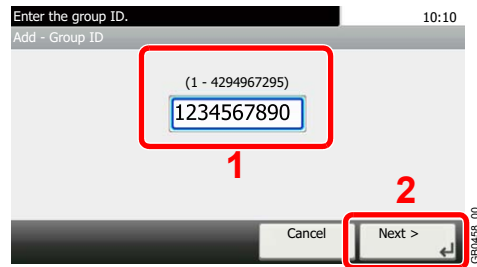 Enter the group ID.
10:10
Add - Group ID
(1 - 4294967295)
1234567890
1
2
Cancel
Next >
GB0458_00